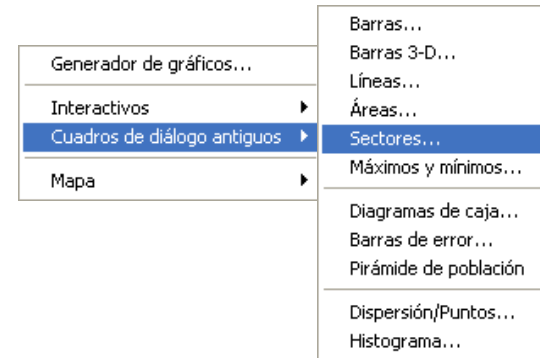 Generador de gráficos...
Interactivos
Cuadros de diálogo antiguos
Mapa
Barras...
Barras 3-D...
Líneas...
Áreas...
Sectores...
Máximos y mínimos...
Diagramas de caja...
Barras de error...
Pirámide de población
Dispersión/Puntos...
Histograma...